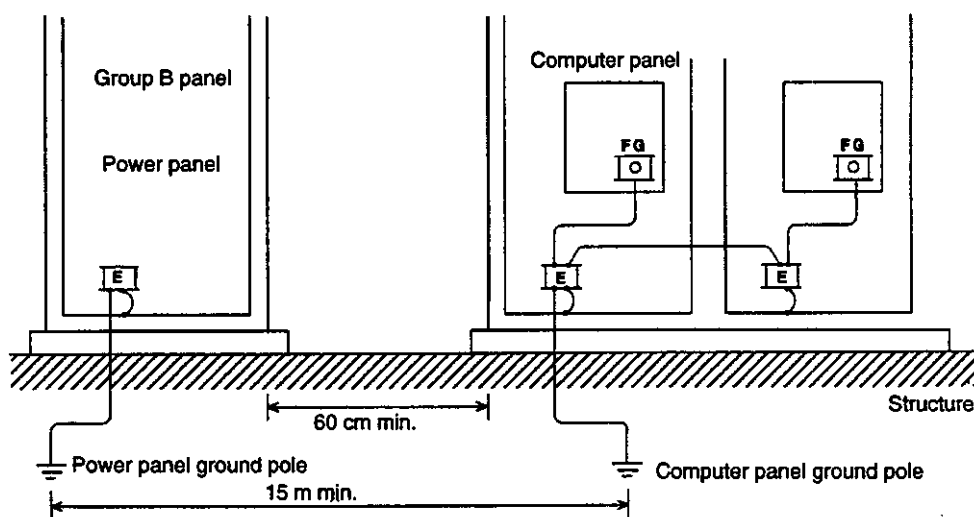 Group B panel
Power panel
E
Computer panel
FG
FG
E
E
Structure
60 cm min.
Power panel ground pole
Computer panel ground pole
15 m min.